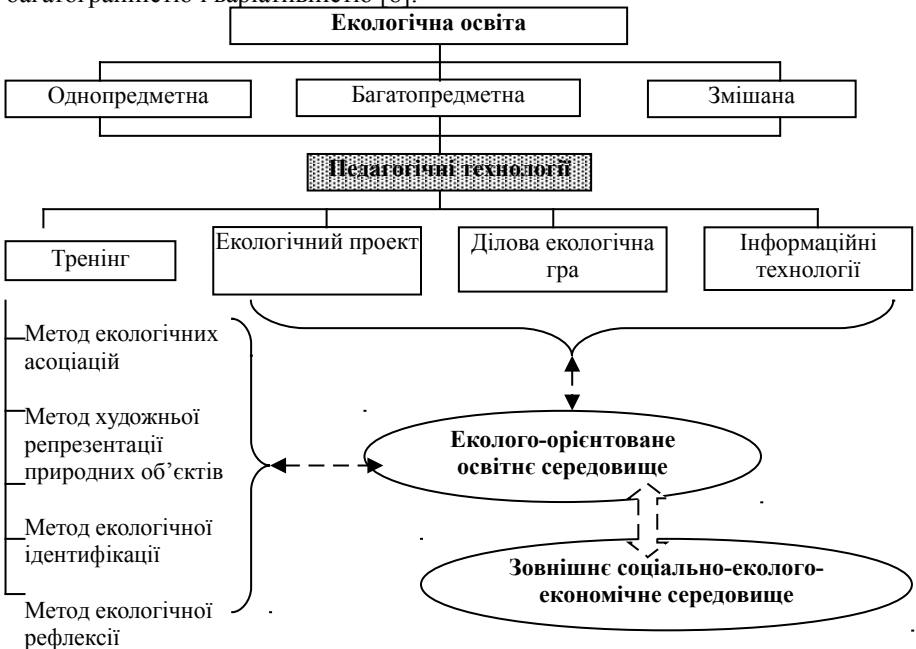 багатогранністю і варіативністю [6].
Екологічна освіта
Однопредметна
Багатопредметна
Змішана
Педагогічні технології
Тренінг
Екологічний проект
Ділова екологічна
гра
Інформаційні
технології
Метод екологічних
асоціацій
Метод художньої
репрезентації
природних об’єктів
Метод екологічної
ідентифікації
Метод екологічної
рефлексії
Еколого-орієнтоване
освітнє середовище
Зовнішнє соціально-еколого-
економічне середовище